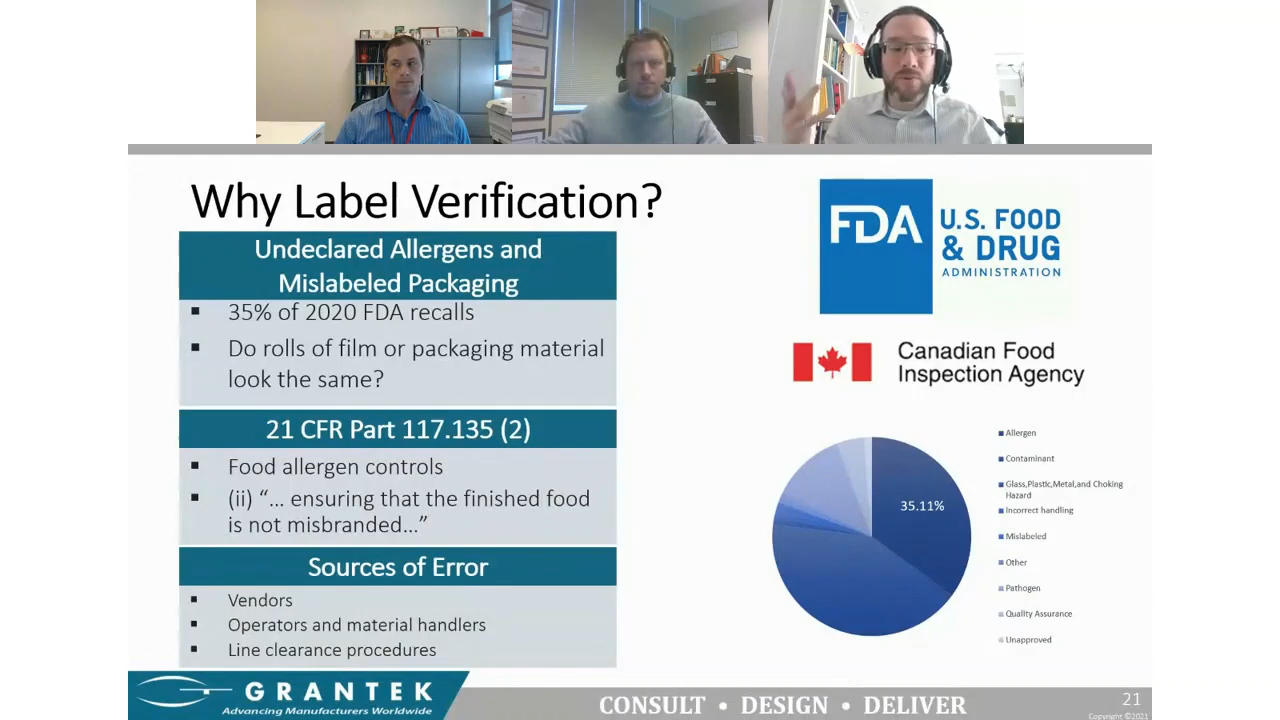 Why Label Verification?
Undeclared Allergens and
Mislabeled Packaging
▪ 35% of 2020 FDA recalls
▪ Do rolls of film or packaging material
look the same?
21 CFR Part 117.135 (2)
▪ Food allergen controls
▪ (ii) “… ensuring that the finished food
is not misbranded…”
Sources of Error
▪ Vendors
▪ Operators and material handlers
▪ Line clearance procedures
FDA
U.S. FOOD
& DRUG
ADMINISTRATION
Canadian Food
Inspection Agency
35.11%
Allergen
Contaminant
Glass,Plastic,Metal,and Choking
Hazard
Incorrect handling
Mislabeled
Other
Pathogen
Quality Assurance
Unapproved
GRANTEK
Advancing Manufacturers Worldwide
CONSULT • DESIGN • DELIVER
21
Copyright ©2021